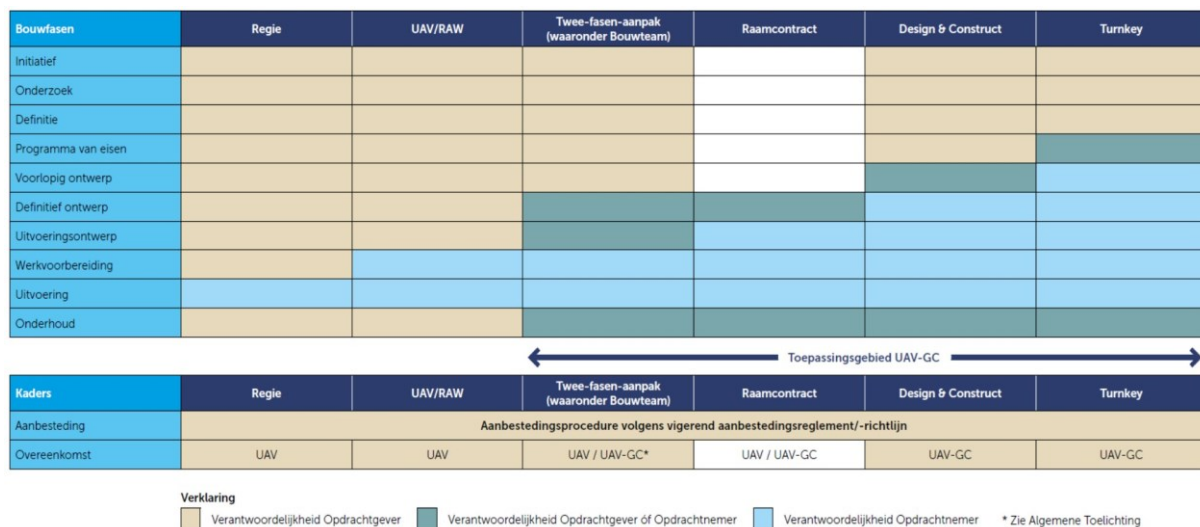 Bouwfasen Regie UAV/RAW Twee-fasen-aanpak (waaronder Bouwteam) Raamcontract Design & Construct Turnkey
Initiatief
Onderzoek
Definitie
Programma van eisen
Voorlopig ontwerp
Definitief ontwerp
Uitvoeringsontwerp
Werkvoorbereiding
Uitvoering
Onderhoud
Toepassingsgebied UAV-GC
Kaders Regie UAV/RAW Twee-fasen-aanpak (waaronder Bouwteam) Raamcontract Design & Construct Turnkey
Aanbesteding Aanbestedingsprocedure volgens vigerend aanbestedingsreglement/-richtlijn
Overeenkomst UAV UAV UAV / UAV-GC* UAV / UAV-GC UAV-GC UAV-GC
Verklaring
Verantwoordelijkheid Opdrachtgever Verantwoordelijkheid Opdrachtgever óf Opdrachtnemer Verantwoordelijkheid Opdrachtnemer * Zie Algemene Toelichting